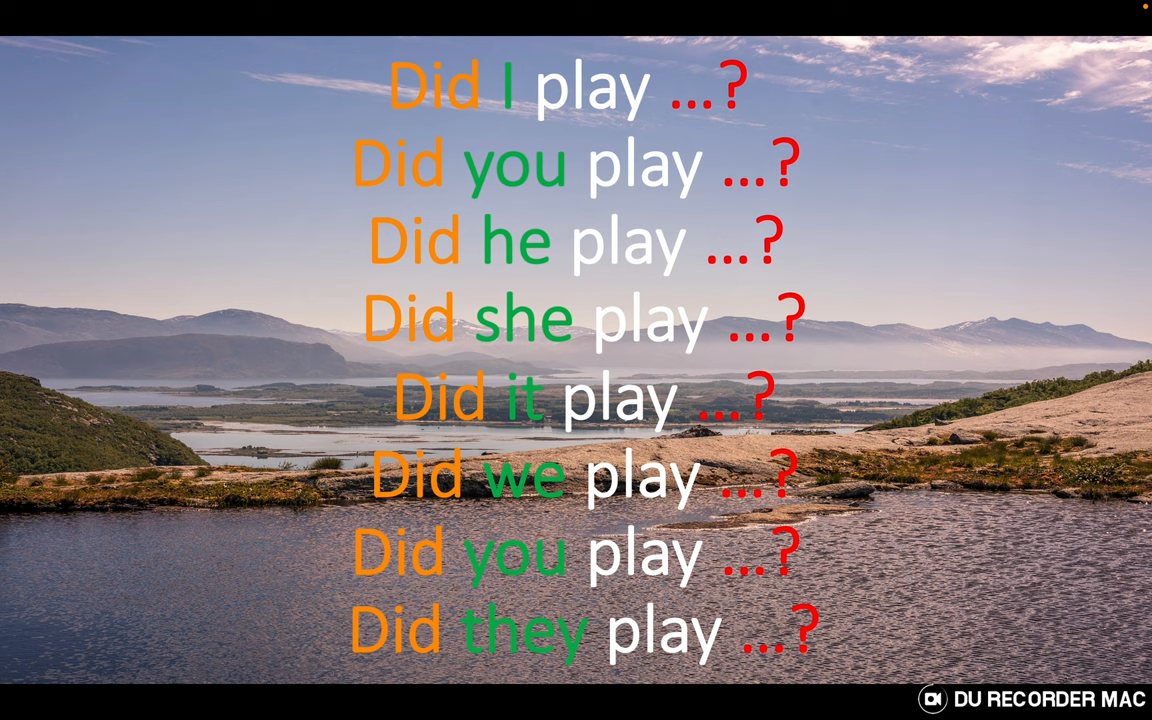 Did I play ...?
Did you play ...?
Did he play ...?
Did she play ...?
Did it play ...?
Did we play ...?
Did you play ...?
Did they play ...?
DU RECORDER MAC